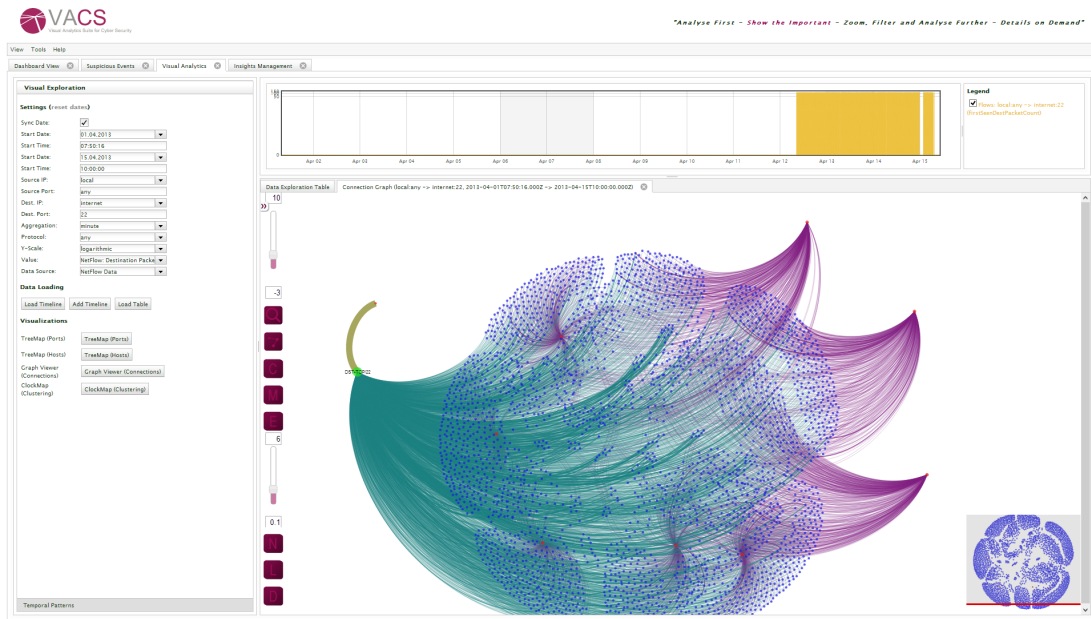 VACS
Visual Analytics Suite for Cyber Security
"Analyse First - Show the Important - Zoom, Filter and Analyse Further - Details on Demand"
View Tools Help
Dashboard View Suspicious Events Visual Analytics Insights Management
Visual Exploration
Settings (reset dates)
Sync Date:
Start Date: 01.04.2013
Start Time: 07:50:16
Start Date: 15.04.2013
Start Time: 10:00:00
Source IP: local
Source Port: any
Dest. IP: internet
Dest. Port: 22
Aggregation: minute
Protocol: any
Y-Scale: logarithmic
Value: NetFlow: Destination Packe
Data Source: NetFlow Data
Data Loading
Load Timeline Add Timeline Load Table
Visualizations
TreeMap (Ports) TreeMap (Ports)
TreeMap (Hosts) TreeMap (Hosts)
Graph Viewer
(Connections) Graph Viewer (Connections)
ClockMap
(Clustering) ClockMap (Clustering)
Temporal Patterns
0
Apr 02 Apr 03 Apr 04 Apr 05 Apr 06 Apr 07 Apr 08 Apr 09 Apr 10 Apr 11 Apr 12 Apr 13 Apr 14 Apr 15
Legend
Flows: local:any -> internet:22
(firstSeenDestPacketCount)
Data Exploration Table Connection Graph (local:any -> internet:22, 2013-04-01T07:50:16.000Z -> 2013-04-15T10:00:00.000Z)
10
»
-3
C
M
E
6
0.1
N
L
D